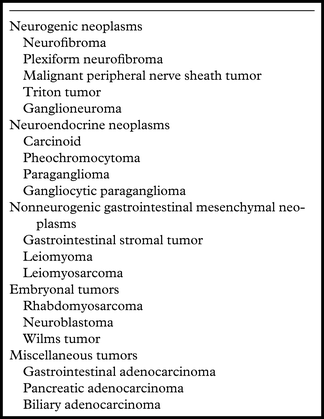 Neurogenic neoplasms
Neurofibroma
Plexiform neurofibroma
Malignant peripheral nerve sheath tumor
Triton tumor
Ganglioneuroma
Neuroendocrine neoplasms
Carcinoid
Pheochromocytoma
Paraganglioma
Gangliocytic paraganglioma
Nonneurogenic gastrointestinal mesenchymal neo-
plasms
Gastrointestinal stromal tumor
Leiomyoma
Leiomyosarcoma
Embryonal tumors
Rhabdomyosarcoma
Neuroblastoma
Wilms tumor
Miscellaneous tumors
Gastrointestinal adenocarcinoma
Pancreatic adenocarcinoma
Biliary adenocarcinoma